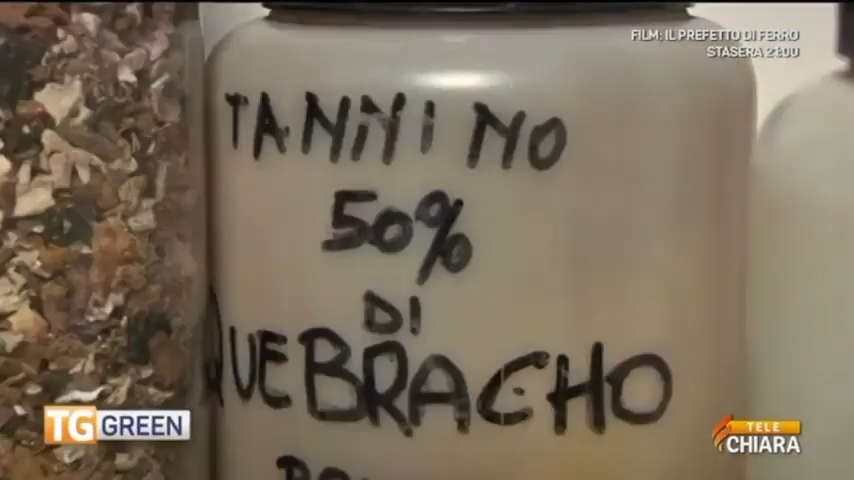 FILM: IL PREFETTO DI FERRO
STASERA 21:00
TANNINO
50%
DI
QUEBRACHO
TG GREEN
TELE
CHIARA